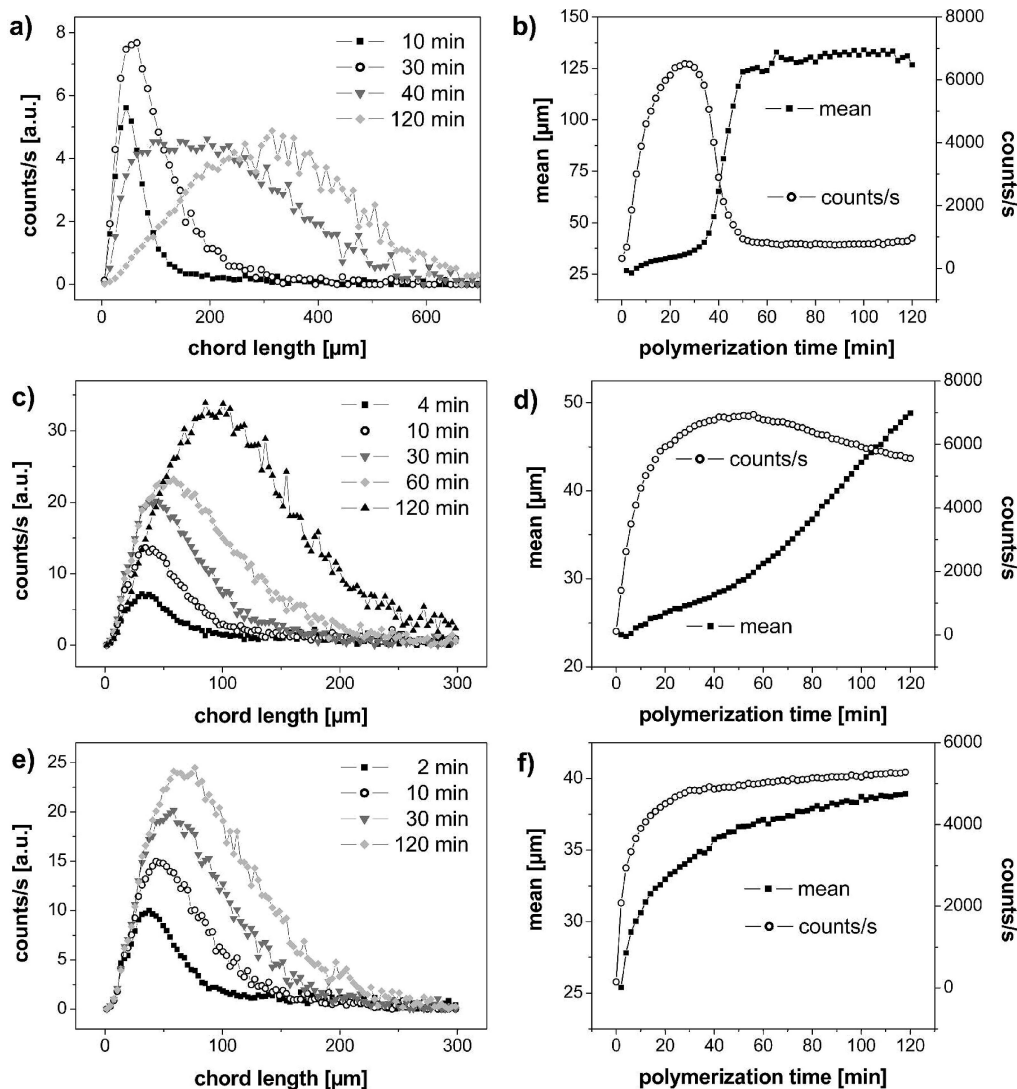 a)
counts/s [a.u.]
8
6
4
2
0
0 200 400 600
chord length [µm]
10 min
30 min
40 min
120 min
b)
mean [µm]
150
125
100
75
50
25
0 20 40 60 80 100 120
polymerization time [min]
8000
6000
4000
2000
0
counts/s
mean
counts/s
c)
counts/s [a.u.]
30
20
10
0
0 100 200 300
chord length [µm]
4 min
10 min
30 min
60 min
120 min
d)
mean [µm]
50
40
30
20
0 20 40 60 80 100 120
polymerization time [min]
8000
6000
4000
2000
0
counts/s
counts/s
mean
e)
counts/s [a.u.]
25
20
15
10
5
0
0 100 200 300
chord length [µm]
2 min
10 min
30 min
120 min
f)
mean [µm]
40
35
30
25
0 20 40 60 80 100 120
polymerization time [min]
6000
4000
2000
0
counts/s
mean
counts/s